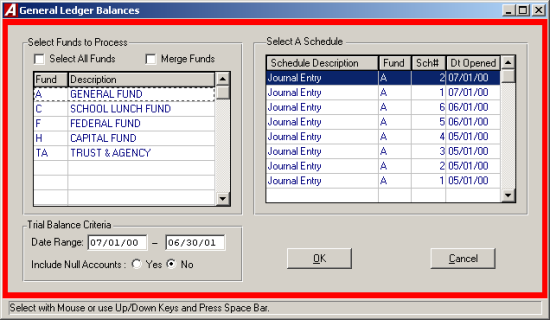 General Ledger Balances
Select Funds to Process
Select All Funds Merge Funds
Fund Description
A GENERAL FUND
C SCHOOL LUNCH FUND
F FEDERAL FUND
H CAPITAL FUND
TA TRUST & AGENCY
Select A Schedule
Schedule Description Fund Sch# Dt Opened
Journal Entry A 2 07/01/00
Journal Entry A 1 07/01/00
Journal Entry A 6 06/01/00
Journal Entry A 5 06/01/00
Journal Entry A 4 05/01/00
Journal Entry A 3 05/01/00
Journal Entry A 2 05/01/00
Journal Entry A 1 05/01/00
Trial Balance Criteria
Date Range: 07/01/00 – 06/30/01
Include Null Accounts : Yes No
OK Cancel
Select with Mouse or use Up/Down Keys and Press Space Bar.